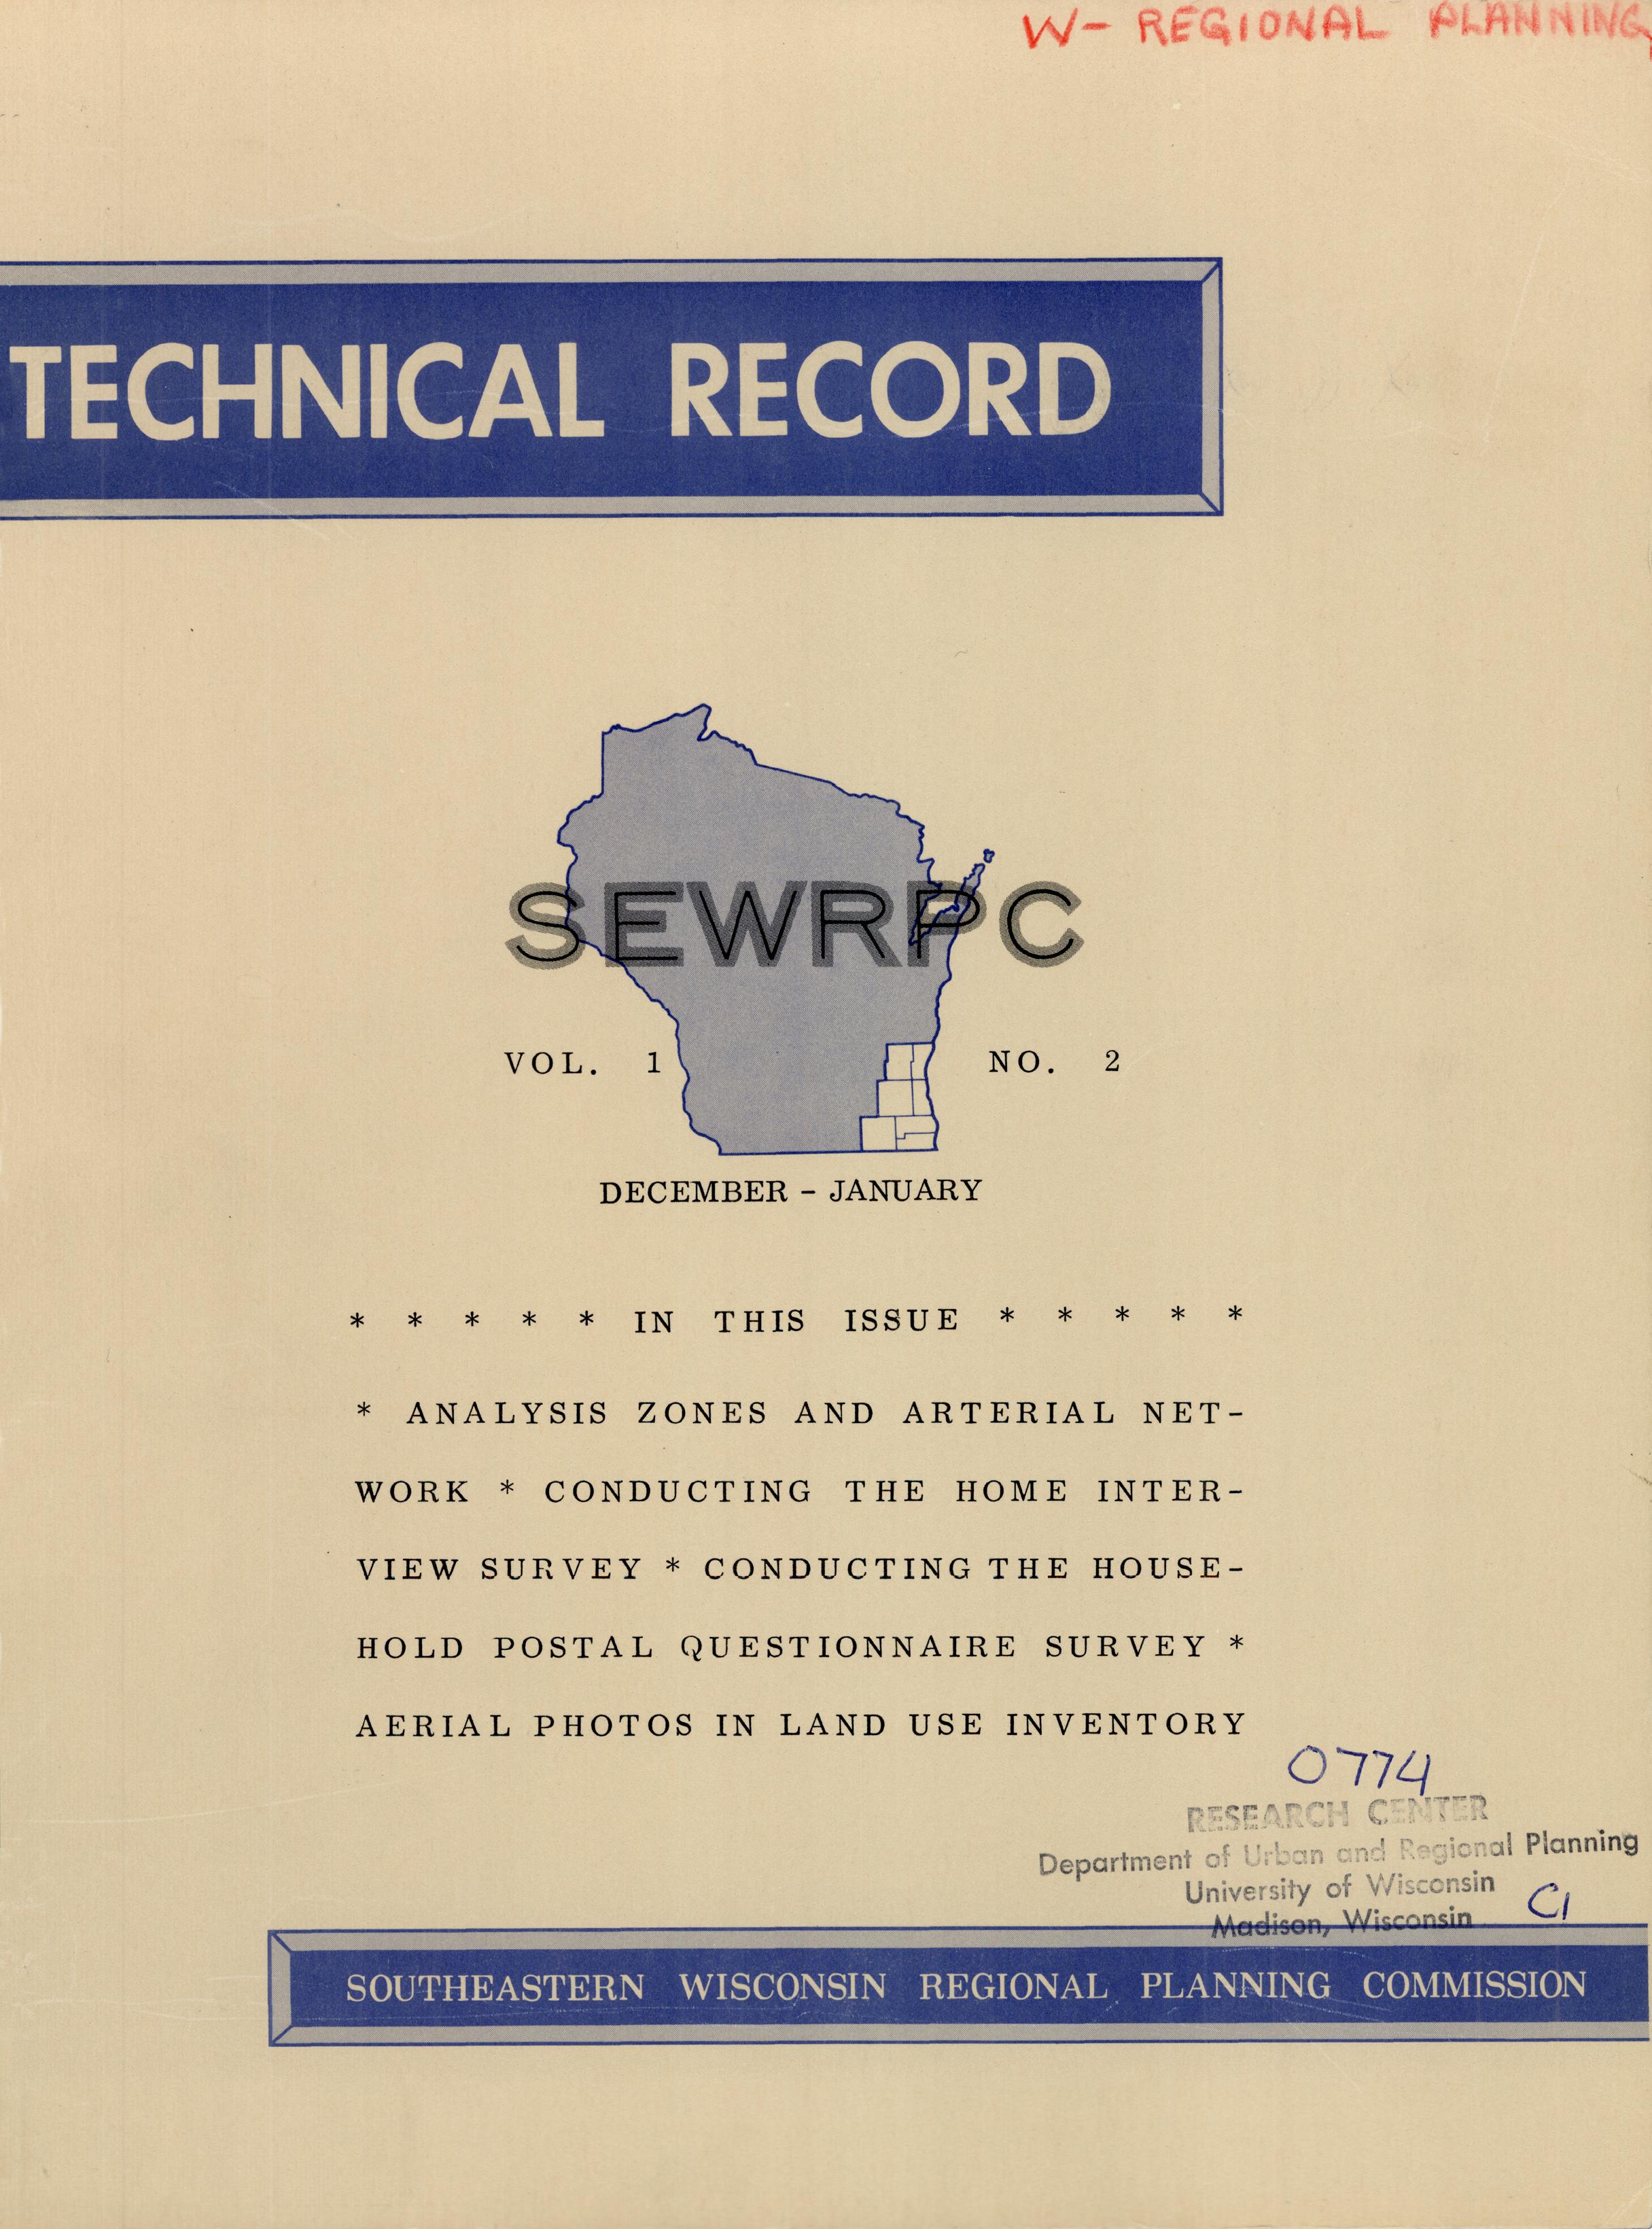 W- REGIONAL PLANNING
TECHNICAL RECORD
SEWRPC
VOL. 1 NO. 2
DECEMBER - JANUARY
* * * * * IN THIS ISSUE * * * * *
* ANALYSIS ZONES AND ARTERIAL NET-
WORK * CONDUCTING THE HOME INTER-
VIEW SURVEY * CONDUCTING THE HOUSE-
HOLD POSTAL QUESTIONNAIRE SURVEY *
AERIAL PHOTOS IN LAND USE INVENTORY
0774
RESEARCH CENTER
Department of Urban and Regional Planning
University of Wisconsin
C1
Madison, Wisconsin
SOUTHEASTERN WISCONSIN REGIONAL PLANNING COMMISSION